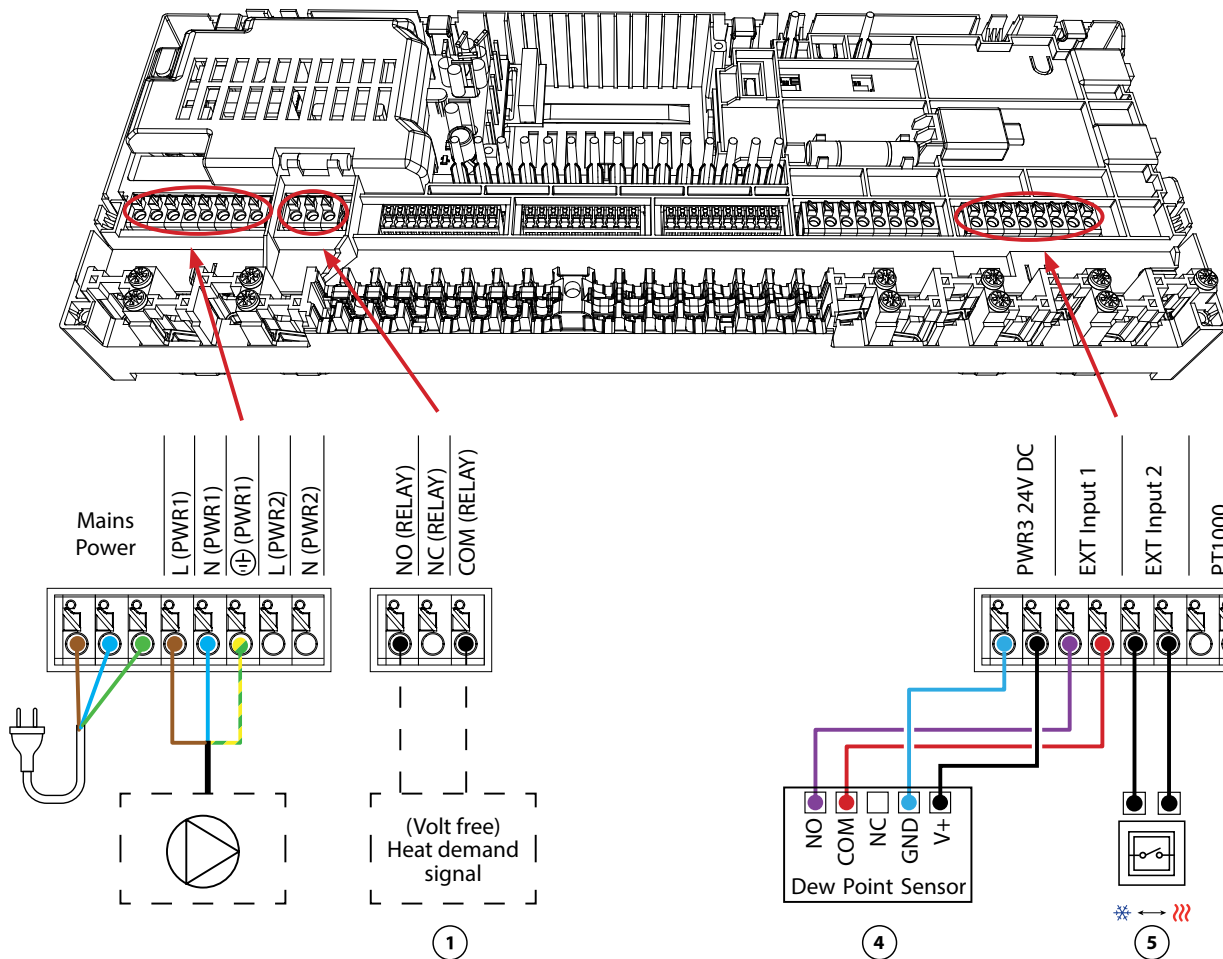 Mains
Power
L (PWR1)
N (PWR1)
⏚ (PWR1)
L (PWR2)
N (PWR2)
NO (RELAY)
NC (RELAY)
COM (RELAY)
PWR3 24V DC
EXT Input 1
EXT Input 2
PT1000
(Volt free)
Heat demand
signal
NO
COM
NC
GND
V+
Dew Point Sensor
1
4
5